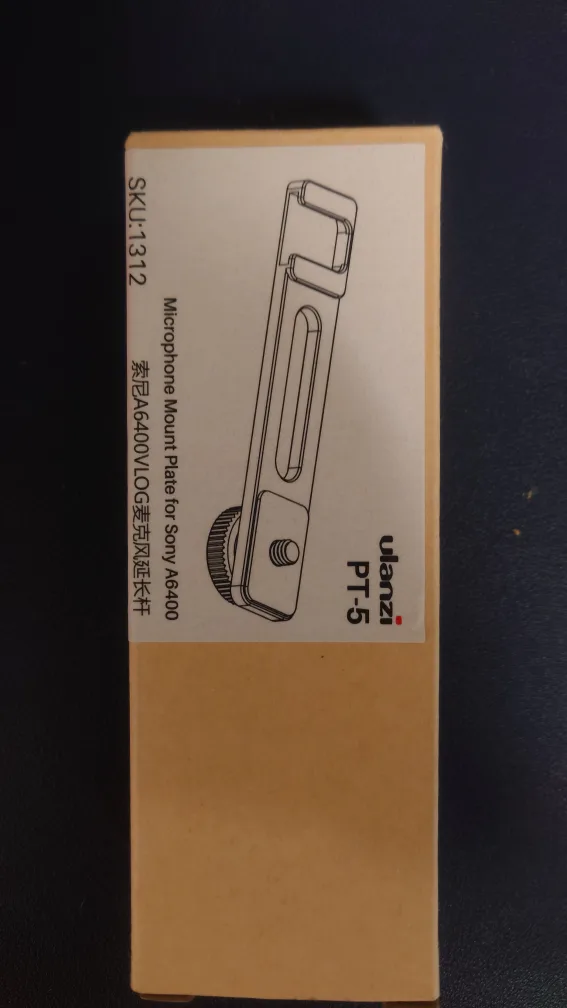 ulanzi
PT-5
Microphone Mount Plate for Sony A6400
索尼A6400VLOG麦克风延长杆
SKU:1312